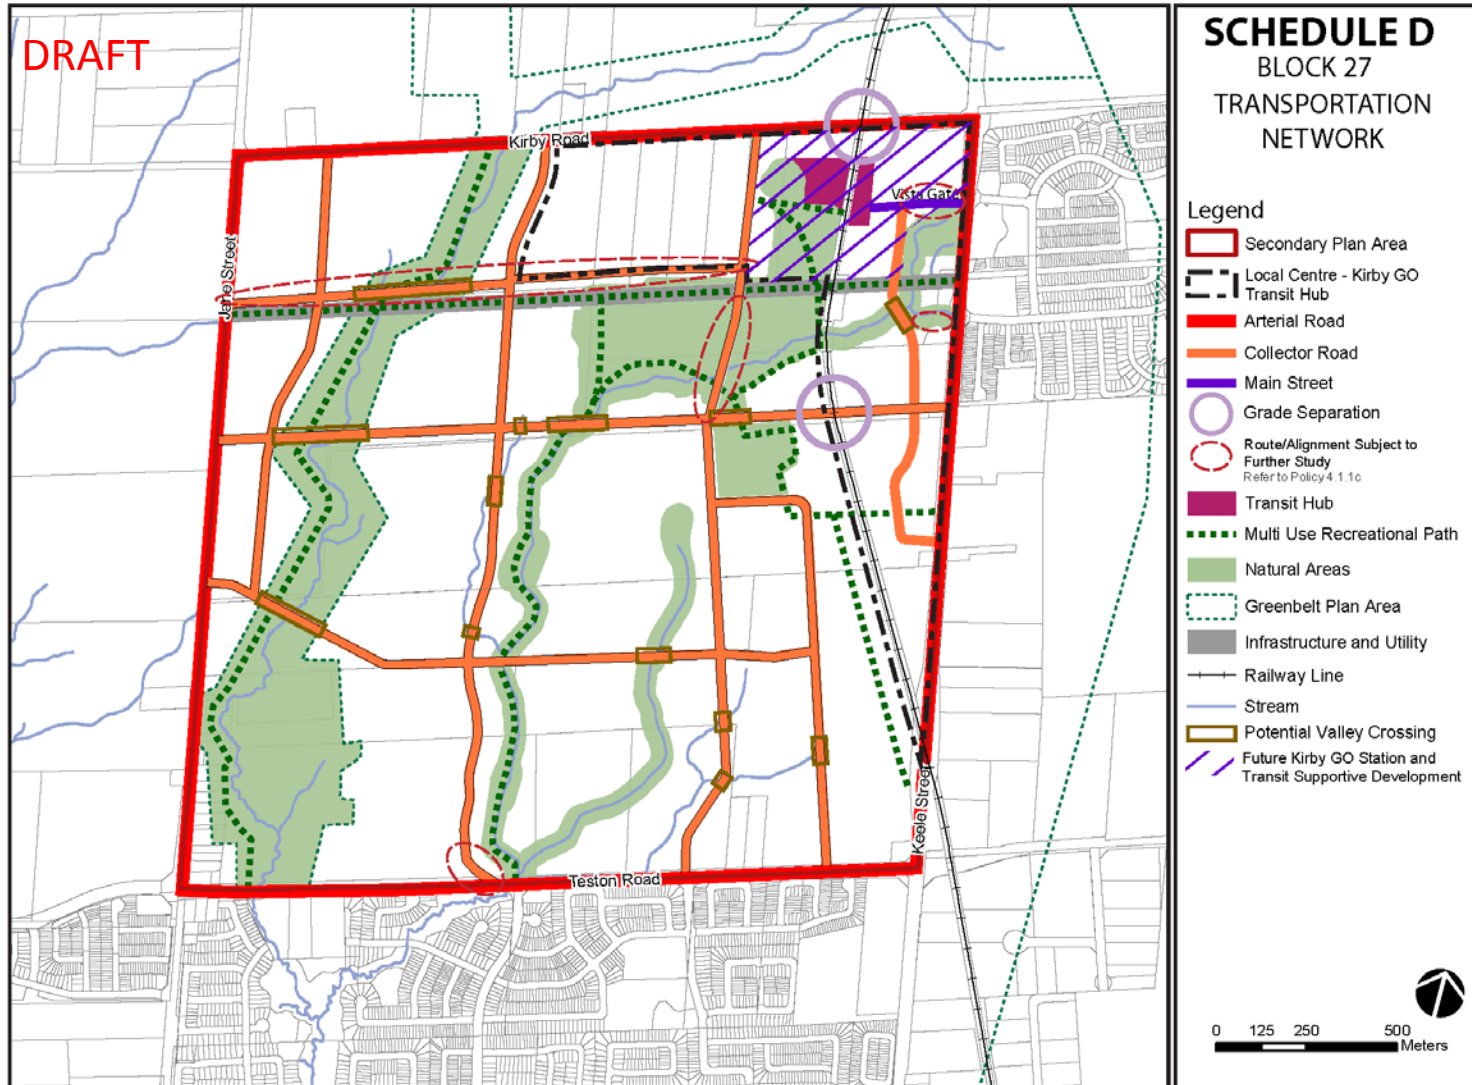 DRAFT
Kirby Road
Vista Gate
Jane Street
Keele Street
Teston Road
SCHEDULE D
BLOCK 27
TRANSPORTATION
NETWORK
Legend
Secondary Plan Area
Local Centre - Kirby GO
Transit Hub
Arterial Road
Collector Road
Main Street
Grade Separation
Route/Alignment Subject to
Further Study
Refer to Policy 4.1.1c
Transit Hub
Multi Use Recreational Path
Natural Areas
Greenbelt Plan Area
Infrastructure and Utility
Railway Line
Stream
Potential Valley Crossing
Future Kirby GO Station and
Transit Supportive Development
0 125 250 500
Meters